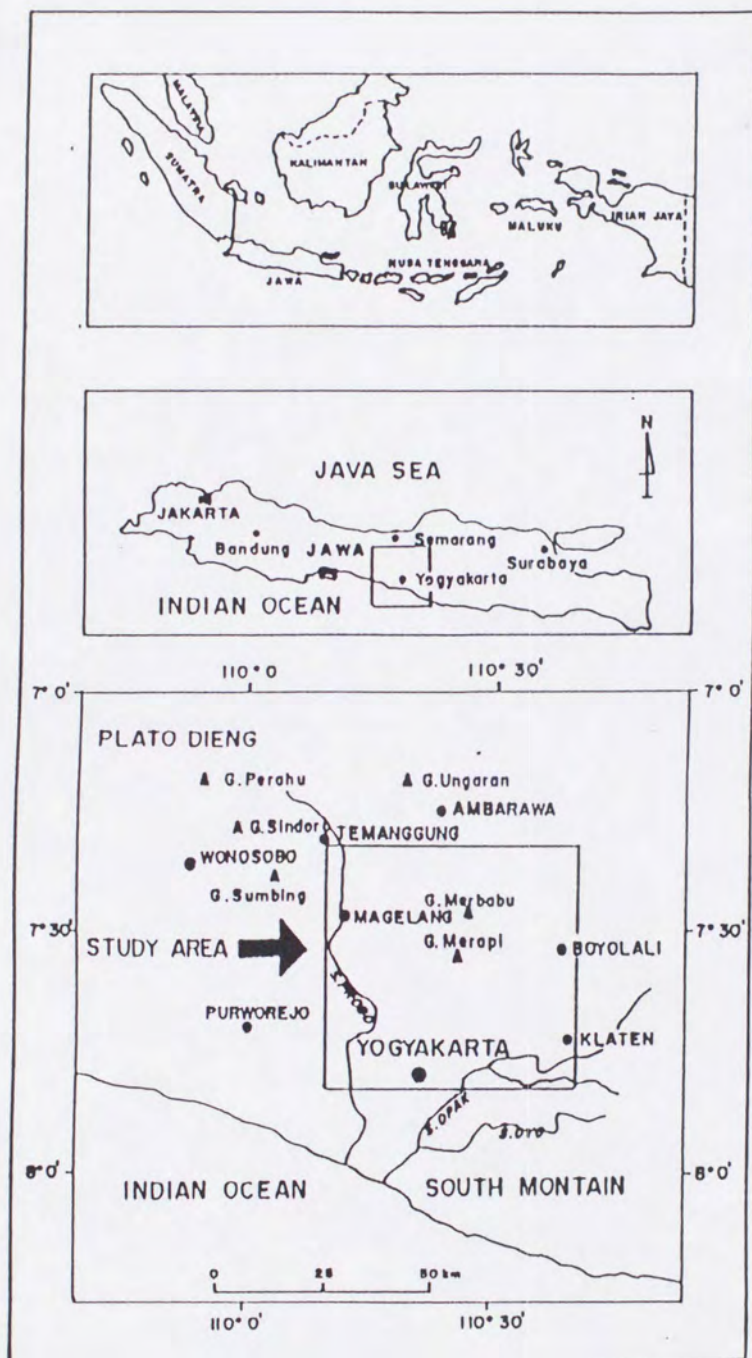 MALAYSIA
SUMATRA
KALIMANTAN
SULAWESI
MALUKU
IRIAN JAYA
NUSA TENGGARA
JAWA
N
JAVA SEA
JAKARTA
Bandung
JAWA
Semarang
Surabaya
Yogyakarta
INDIAN OCEAN
110° 0'
110° 30'
7° 0'
7° 0'
PLATO DIENG
G.Perahu
G.Ungaran
AMBARAWA
G.Sindoro
TEMANGGUNG
WONOSOBO
G.Sumbing
G.Merbabu
MAGELANG
7° 30'
7° 30'
STUDY AREA
G.Merapi
BOYOLALI
PURWOREJO
KLATEN
YOGYAKARTA
S.OPAK
S.OYO
8° 0'
8° 0'
INDIAN OCEAN
SOUTH MONTAIN
0
25
50 km
110° 0'
110° 30'